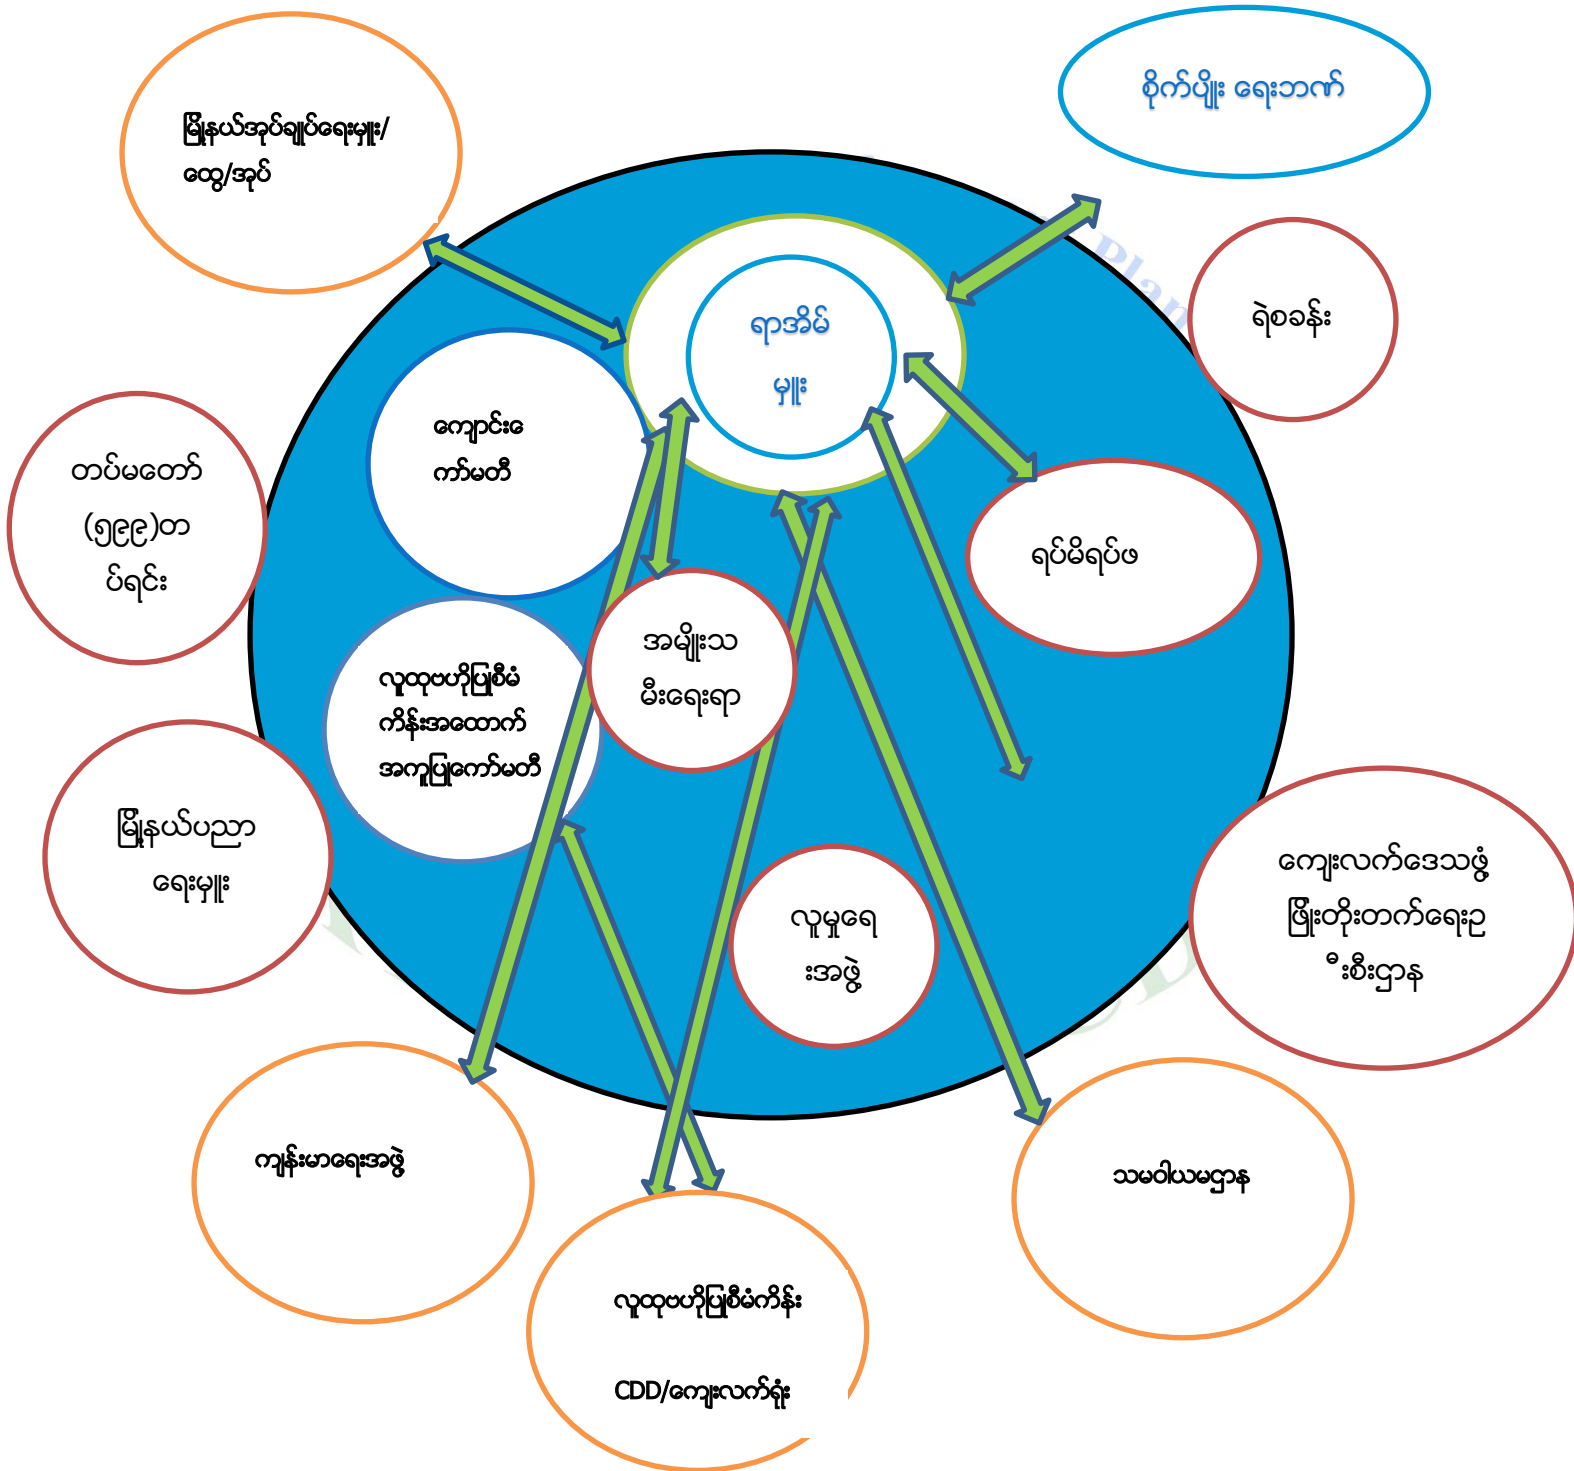 မြို့နယ်အုပ်ချုပ်ရေးမှူး/
ထွေ/အုပ်
စိုက်ပျိုး ရေးဘဏ်
ရာအိမ်
မှူး
ရဲစခန်း
ကျောင်းေ
ကာ်မတီ
တပ်မတော်
(၅၉၉)တ
ပ်ရင်း
ရပ်မိရပ်ဖ
အမျိုးသ
မီးရေးရာ
လူထုဗဟိုပြုစီမံ
ကိန်းအထောက်
အကူပြုကော်မတီ
မြို့နယ်ပညာ
ရေးမှူး
လူမှုရေ
းအဖွဲ့
ကျေးလက်ဒေသဖွံ့
ဖြိုးတိုးတက်ရေးဥ
ီးစီးဌာန
ကျန်းမာရေးအဖွဲ့
သမဝါယမဌာန
လူထုဗဟိုပြုစီမံကိန်း
CDD/ကျေးလက်ရုံး
Plan